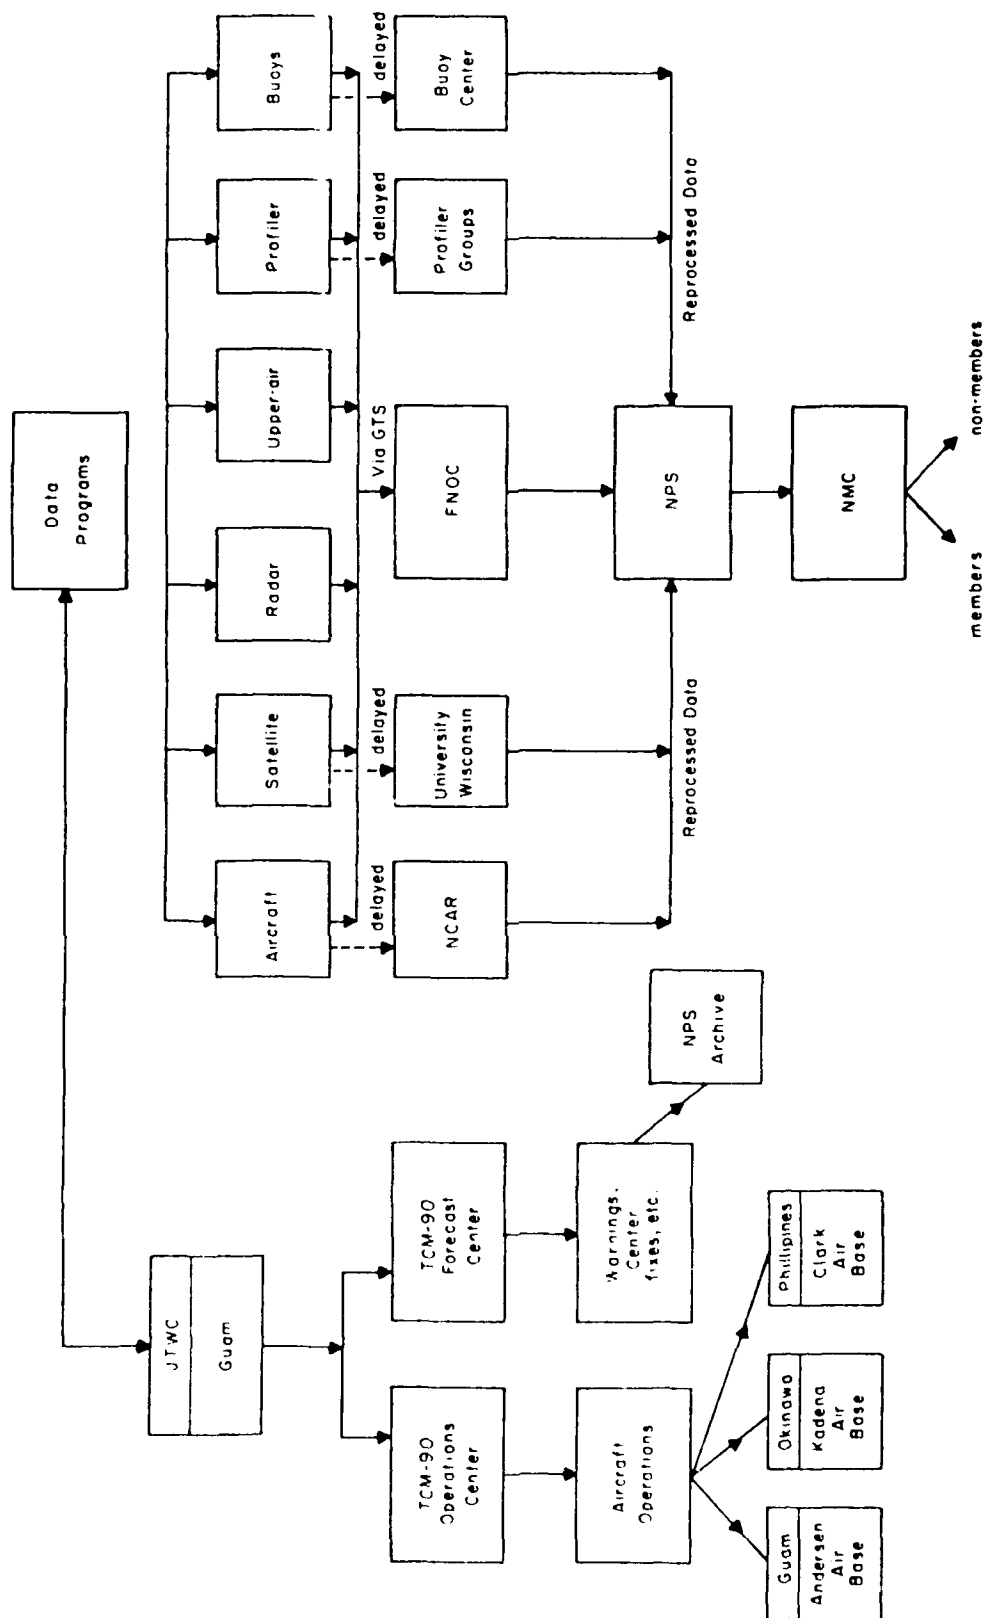 Data
Programs
JTWC
Guam
Aircraft
Satellite
Radar
Upper-air
Profiler
Buoys
delayed
delayed
Via GTS
delayed
delayed
TCM-90
Operations
Center
TCM-90
Forecast
Center
NCAR
University
Wisconsin
FNOC
Profiler
Groups
Buoy
Center
Aircraft
Operations
Warnings,
Center
fixes, etc.
NPS
Archive
Reprocessed Data
NPS
Reprocessed Data
Guam
Andersen
Air
Base
Okinawa
Kadena
Air
Base
Phillipines
Clark
Air
Base
NMC
members
non-members